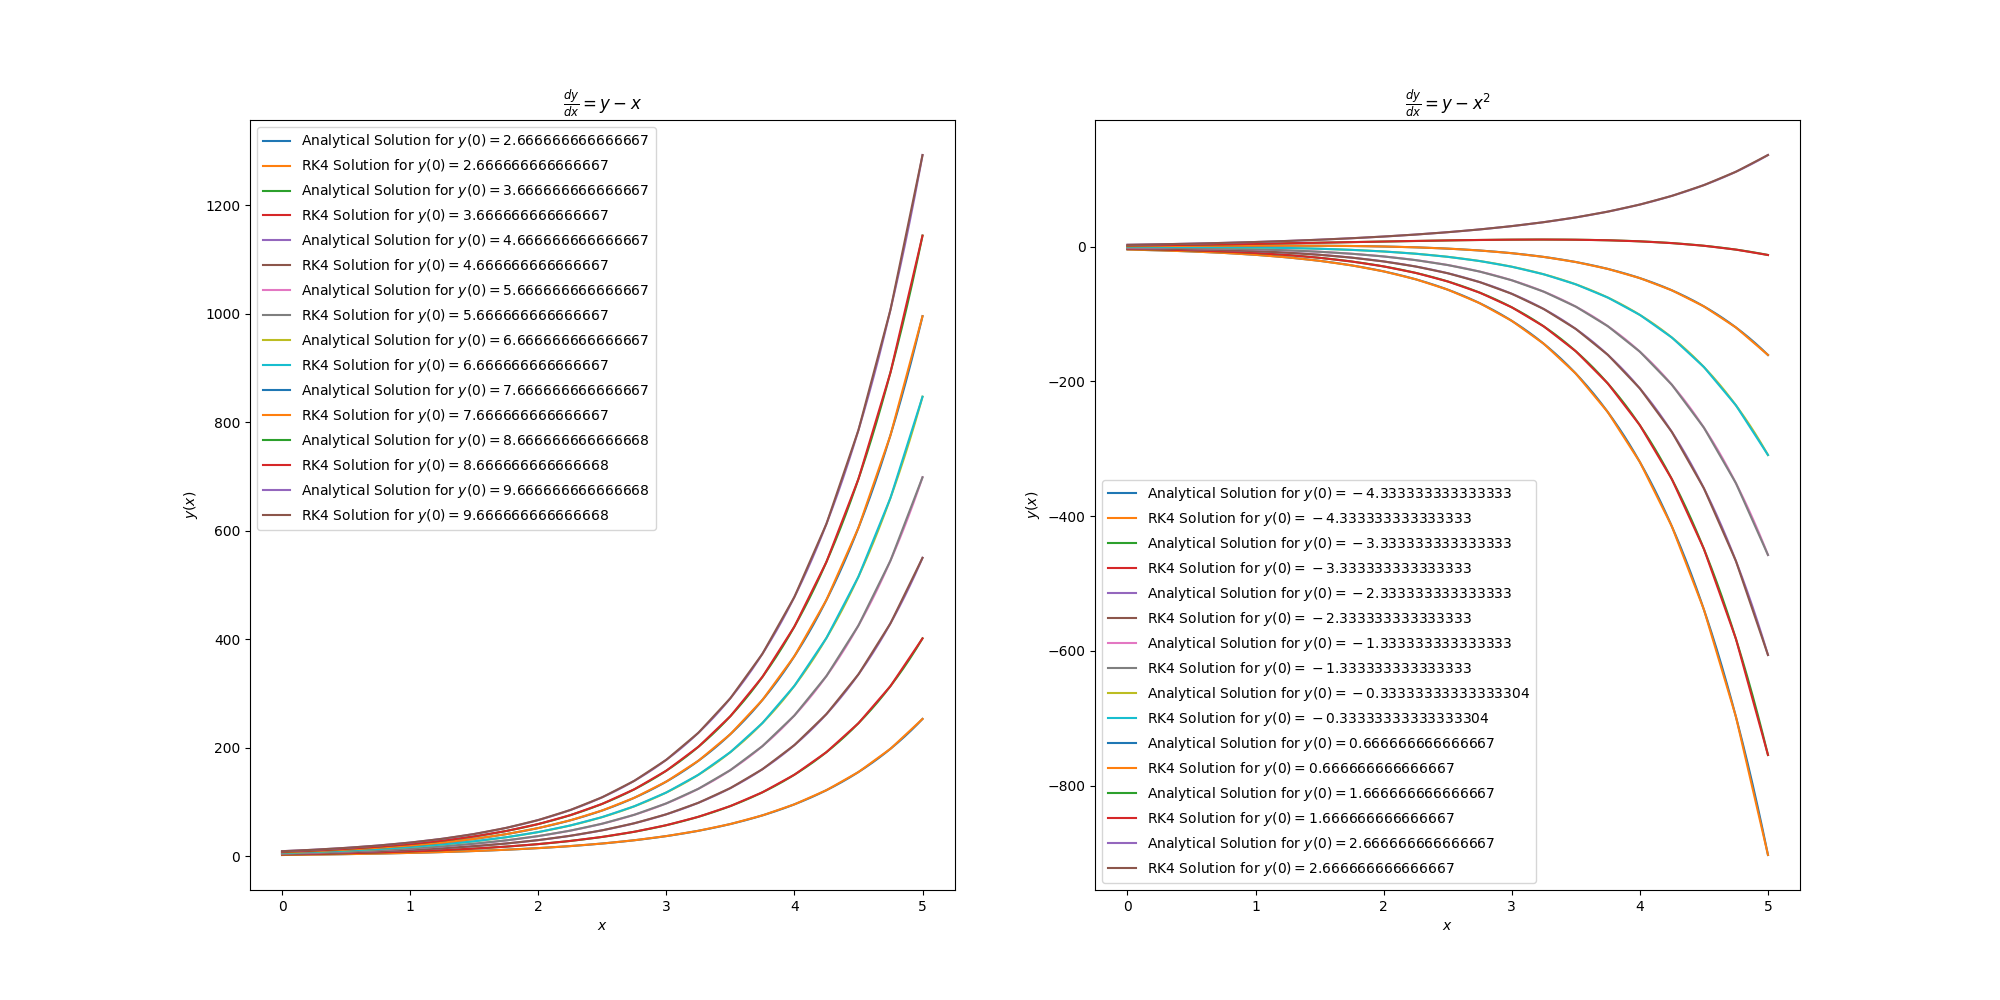 dy/dx = y − x
Analytical Solution for y(0) = 2.666666666666667
RK4 Solution for y(0) = 2.666666666666667
Analytical Solution for y(0) = 3.666666666666667
RK4 Solution for y(0) = 3.666666666666667
Analytical Solution for y(0) = 4.666666666666667
RK4 Solution for y(0) = 4.666666666666667
Analytical Solution for y(0) = 5.666666666666667
RK4 Solution for y(0) = 5.666666666666667
Analytical Solution for y(0) = 6.666666666666667
RK4 Solution for y(0) = 6.666666666666667
Analytical Solution for y(0) = 7.666666666666667
RK4 Solution for y(0) = 7.666666666666667
Analytical Solution for y(0) = 8.666666666666668
RK4 Solution for y(0) = 8.666666666666668
Analytical Solution for y(0) = 9.666666666666668
RK4 Solution for y(0) = 9.666666666666668
1200
1000
800
600
400
200
0
y(x)
0 1 2 3 4 5
x
dy/dx = y − x²
0
−200
−400
−600
−800
y(x)
Analytical Solution for y(0) = −4.333333333333333
RK4 Solution for y(0) = −4.333333333333333
Analytical Solution for y(0) = −3.333333333333333
RK4 Solution for y(0) = −3.333333333333333
Analytical Solution for y(0) = −2.333333333333333
RK4 Solution for y(0) = −2.333333333333333
Analytical Solution for y(0) = −1.333333333333333
RK4 Solution for y(0) = −1.333333333333333
Analytical Solution for y(0) = −0.33333333333333304
RK4 Solution for y(0) = −0.33333333333333304
Analytical Solution for y(0) = 0.666666666666667
RK4 Solution for y(0) = 0.666666666666667
Analytical Solution for y(0) = 1.666666666666667
RK4 Solution for y(0) = 1.666666666666667
Analytical Solution for y(0) = 2.666666666666667
RK4 Solution for y(0) = 2.666666666666667
0 1 2 3 4 5
x